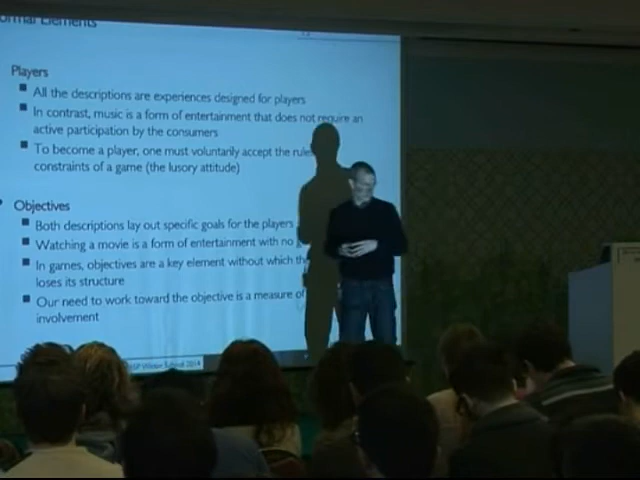 ormal Elements
Players
All the descriptions are experiences designed for players
In contrast, music is a form of entertainment that does not require an
active participation by the consumers
To become a player, one must voluntarily accept the rule
constraints of a game (the lusory attitude)
Objectives
Both descriptions lay out specific goals for the players
Watching a movie is a form of entertainment with no
In games, objectives are a key element without which th
loses its structure
Our need to work toward the objective is a measure of
involvement
SP Winter School 2014